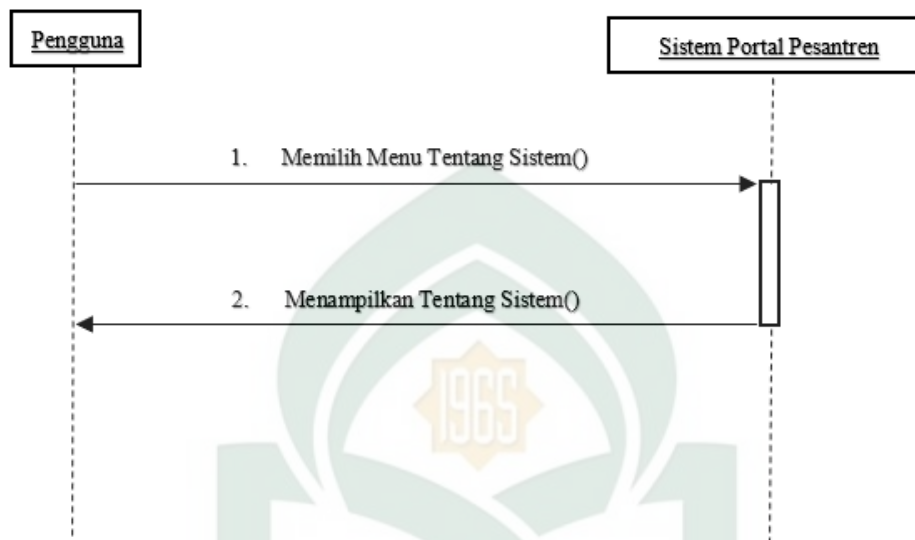 Pengguna
Sistem Portal Pesantren
1. Memilih Menu Tentang Sistem()
2. Menampilkan Tentang Sistem()
1965